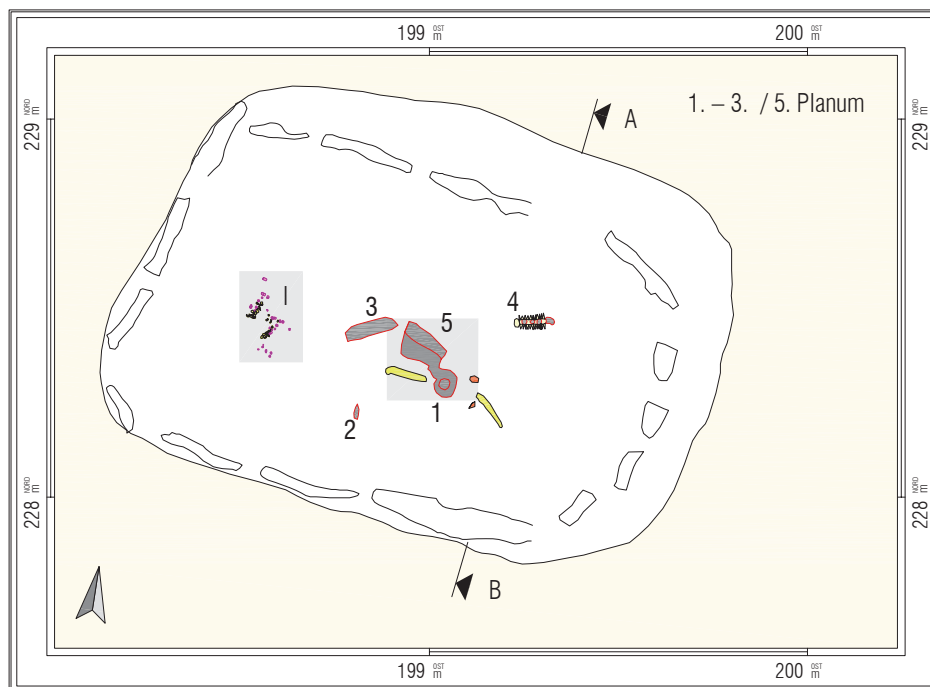 199 OST m
200 OST m
1. – 3. / 5. Planum
A
229 NORD m
229 NORD m
I
3
5
4
2
1
228 NORD m
228 NORD m
B
199 OST m
200 OST m